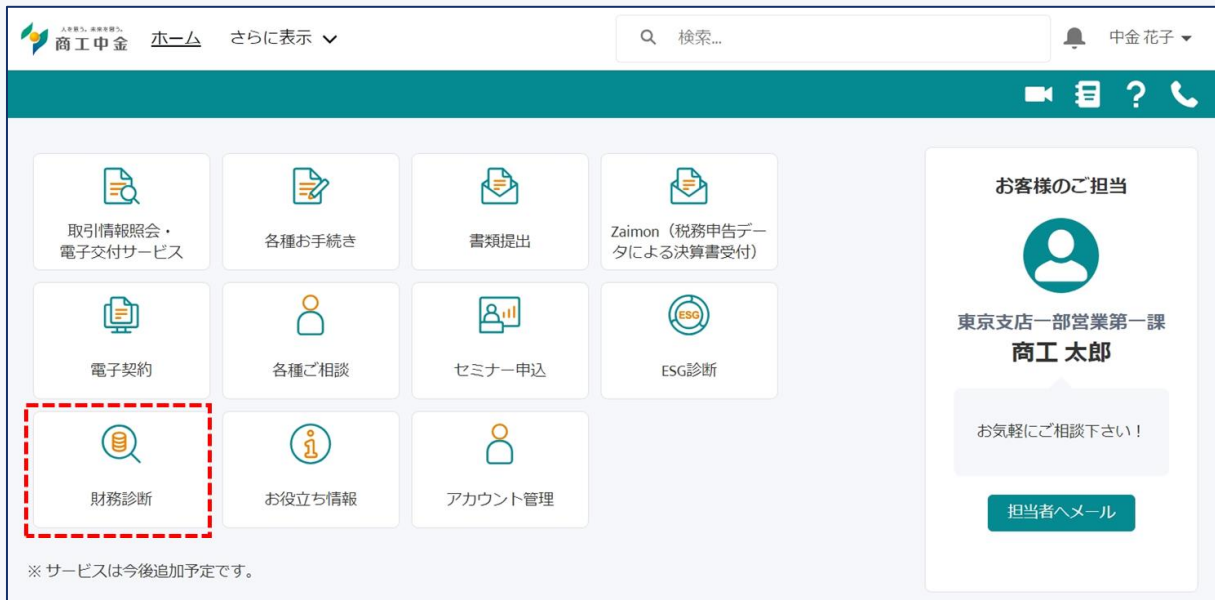 人を思う。未来を想う。
商工中金
ホーム
さらに表示
検索...
中金 花子
取引情報照会・
電子交付サービス
各種お手続き
書類提出
Zaimon（税務申告デー
タによる決算書受付）
電子契約
各種ご相談
セミナー申込
ESG
ESG診断
財務診断
お役立ち情報
アカウント管理
※ サービスは今後追加予定です。
お客様のご担当
東京支店一部営業第一課
商工 太郎
お気軽にご相談下さい！
担当者へメール